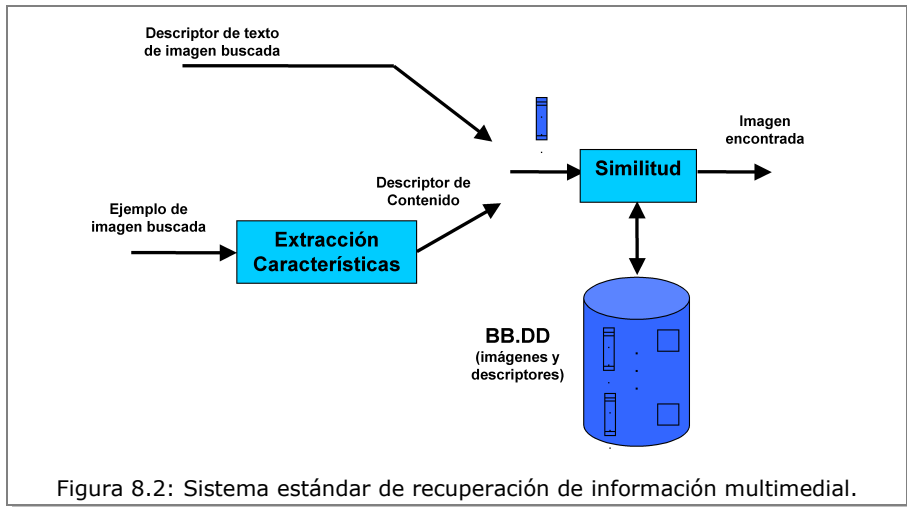 Descriptor de texto
de imagen buscada
Imagen
encontrada
Similitud
Descriptor de
Contenido
Ejemplo de
imagen buscada
Extracción
Características
BB.DD
(imágenes y
descriptores)
Figura 8.2: Sistema estándar de recuperación de información multimedial.